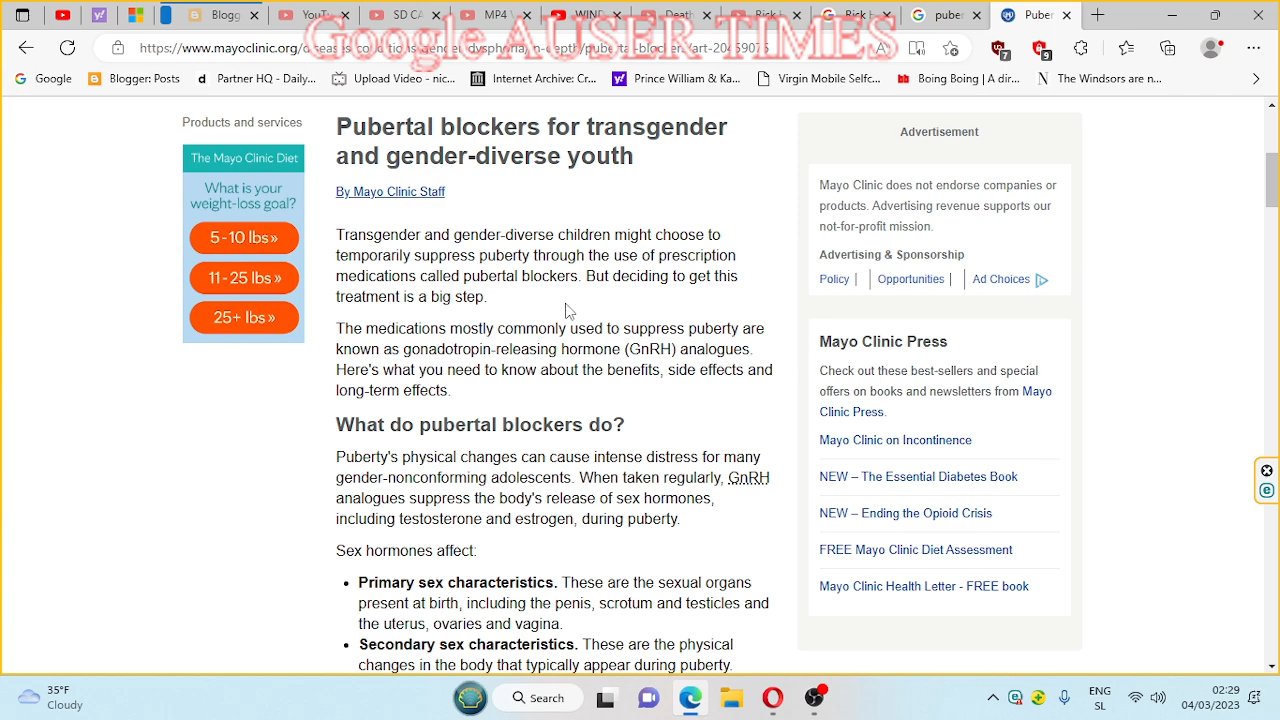 Blogg
YouT
SD CA
MP4 V
WIND
Death
Rick E
Rick E
puber
Puber
Google AUSER TIMES
https://www.mayoclinic.org/diseases-conditions/gender-dysphoria/in-depth/pubertal-blockers/art-20459075
Google
Blogger: Posts
Partner HQ - Daily...
Upload Video - nic...
Internet Archive: Cr...
Prince William & Ka...
Virgin Mobile Selfc...
Boing Boing | A dir...
The Windsors are n...
Products and services
The Mayo Clinic Diet
What is your
weight-loss goal?
5-10 lbs»
11-25 lbs»
25+ lbs»
Pubertal blockers for transgender
and gender-diverse youth
By Mayo Clinic Staff
Transgender and gender-diverse children might choose to
temporarily suppress puberty through the use of prescription
medications called pubertal blockers. But deciding to get this
treatment is a big step.
The medications mostly commonly used to suppress puberty are
known as gonadotropin-releasing hormone (GnRH) analogues.
Here's what you need to know about the benefits, side effects and
long-term effects.
What do pubertal blockers do?
Puberty's physical changes can cause intense distress for many
gender-nonconforming adolescents. When taken regularly, GnRH
analogues suppress the body's release of sex hormones,
including testosterone and estrogen, during puberty.
Sex hormones affect:
• Primary sex characteristics. These are the sexual organs
present at birth, including the penis, scrotum and testicles and
the uterus, ovaries and vagina.
• Secondary sex characteristics. These are the physical
changes in the body that typically appear during puberty.
Advertisement
Mayo Clinic does not endorse companies or
products. Advertising revenue supports our
not-for-profit mission.
Advertising & Sponsorship
Policy | Opportunities | Ad Choices
Mayo Clinic Press
Check out these best-sellers and special
offers on books and newsletters from Mayo
Clinic Press.
Mayo Clinic on Incontinence
NEW – The Essential Diabetes Book
NEW – Ending the Opioid Crisis
FREE Mayo Clinic Diet Assessment
Mayo Clinic Health Letter - FREE book
35°F
Cloudy
Search
ENG
SL
02:29
04/03/2023